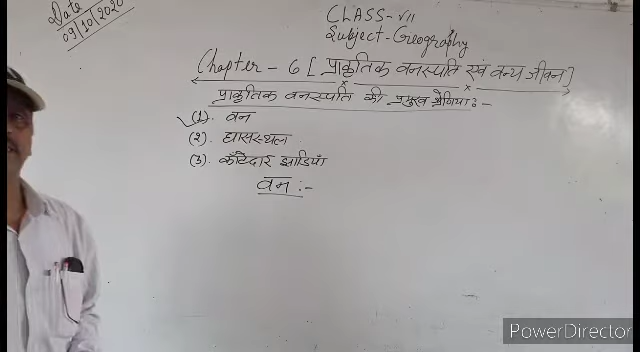 Date
09/10/2020
CLASS-VII
Subject-Geography
Chapter - 6 [ प्राकृतिक वनस्पति एवं वन्य जीवन ]
प्राकृतिक वनस्पति की प्रमुख श्रेणियाँ :-
(1). वन
(२). घासस्थल
(3). काँटेदार झाड़ियाँ
वन :-
PowerDirector